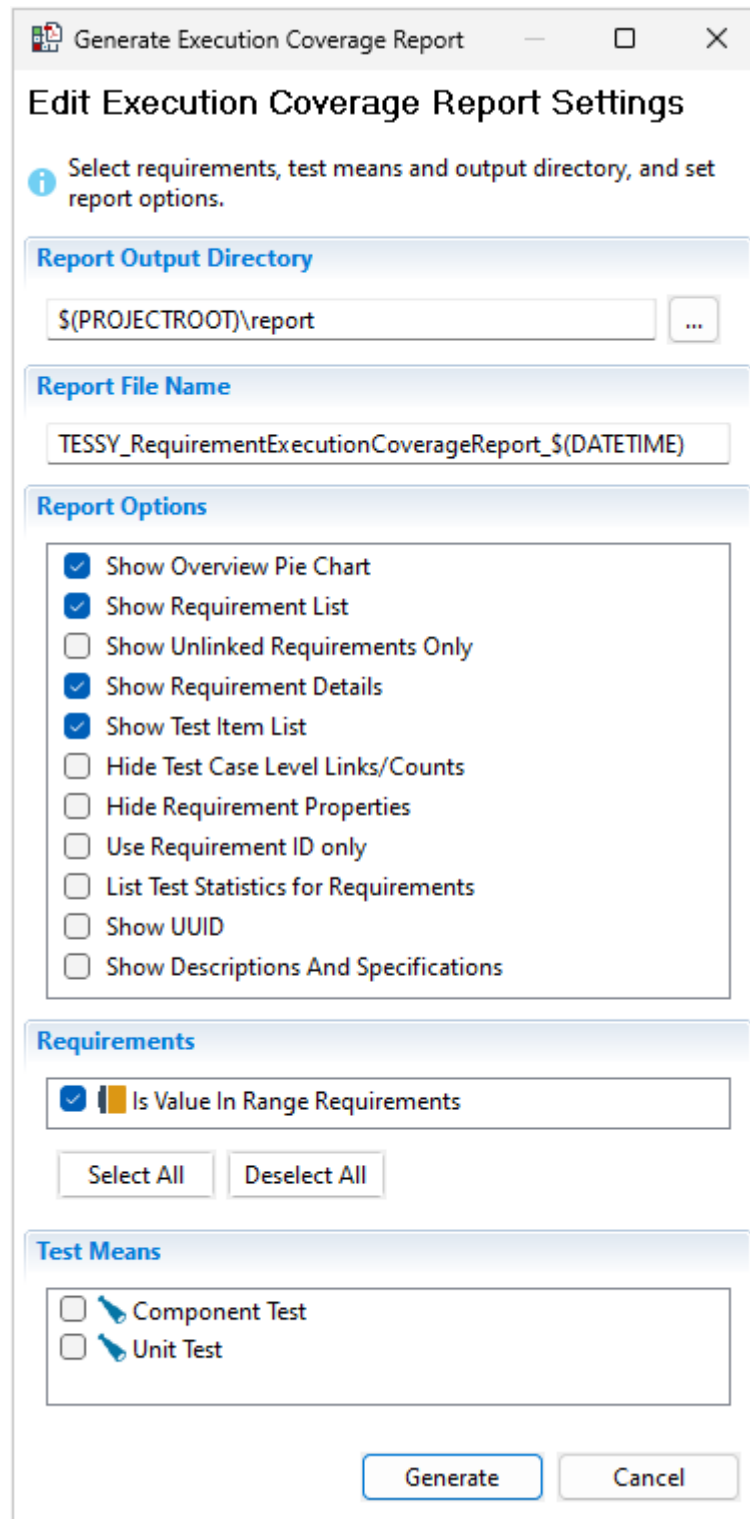 Generate Execution Coverage Report
Edit Execution Coverage Report Settings
Select requirements, test means and output directory, and set
report options.
Report Output Directory
$(PROJECTROOT)\report
...
Report File Name
TESSY_RequirementExecutionCoverageReport_$(DATETIME)
Report Options
Show Overview Pie Chart
Show Requirement List
Show Unlinked Requirements Only
Show Requirement Details
Show Test Item List
Hide Test Case Level Links/Counts
Hide Requirement Properties
Use Requirement ID only
List Test Statistics for Requirements
Show UUID
Show Descriptions And Specifications
Requirements
Is Value In Range Requirements
Select All
Deselect All
Test Means
Component Test
Unit Test
Generate
Cancel